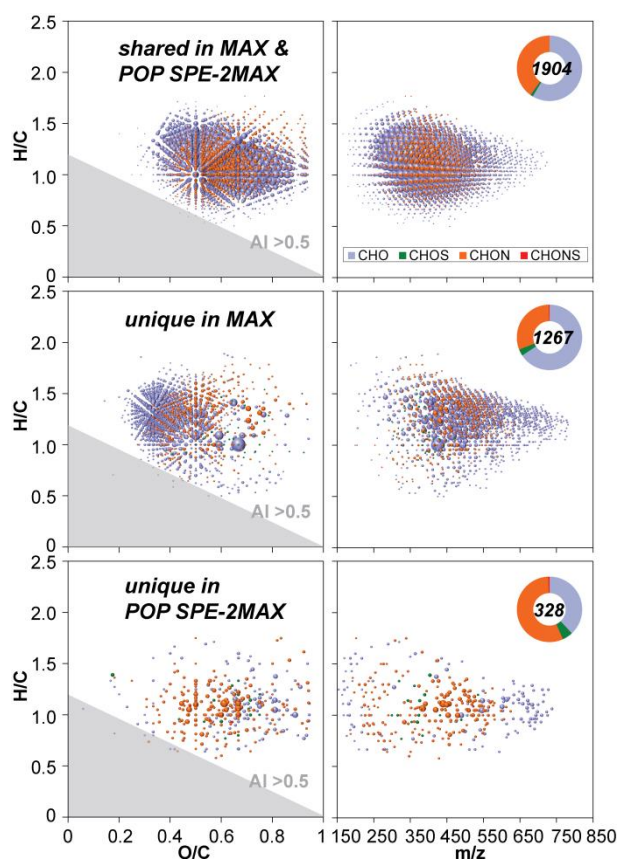 2.5
shared in MAX &
POP SPE-2MAX
1904
2.0
1.5
H/C
1.0
0.5
AI >0.5
0
CHO CHOS CHON CHONS
2.5
unique in MAX
1267
2.0
1.5
H/C
1.0
0.5
AI >0.5
0
2.5
unique in
POP SPE-2MAX
328
2.0
1.5
H/C
1.0
0.5
AI >0.5
0
0 0.2 0.4 0.6 0.8 1 150 250 350 450 550 650 750 850
O/C m/z